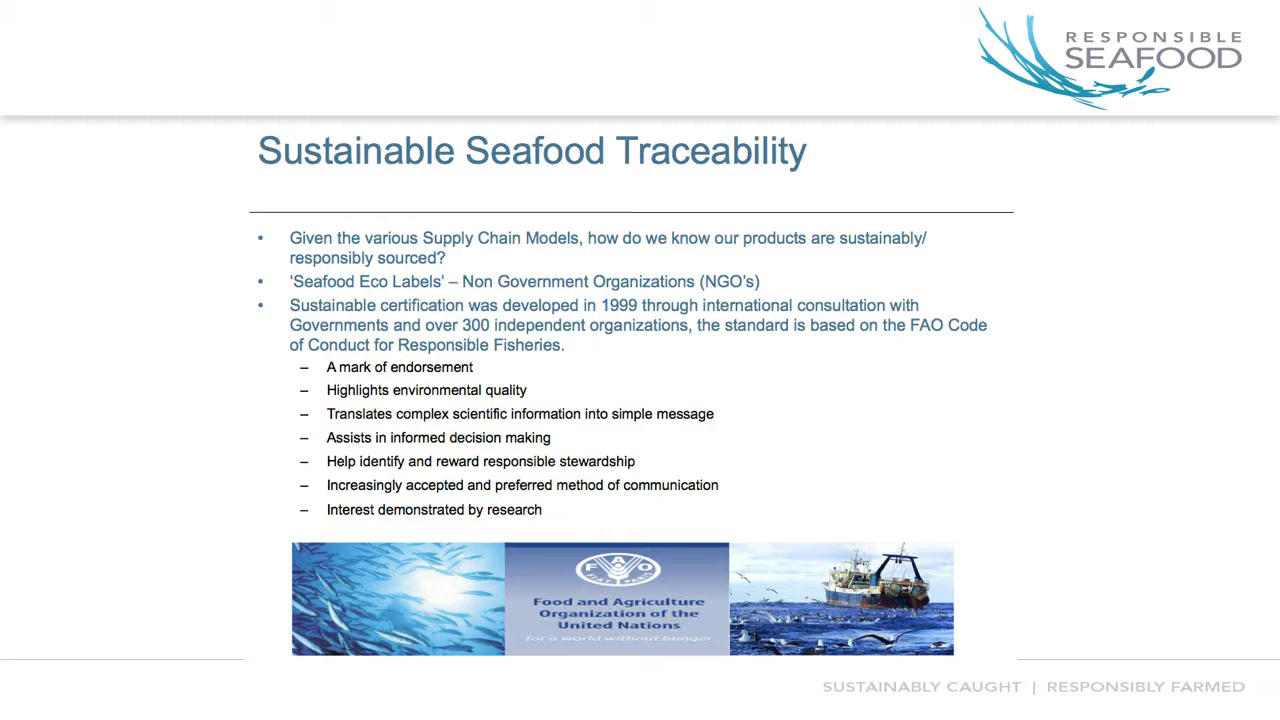 RESPONSIBLE
SEAFOOD
Sustainable Seafood Traceability
• Given the various Supply Chain Models, how do we know our products are sustainably/
responsibly sourced?
• 'Seafood Eco Labels' – Non Government Organizations (NGO's)
• Sustainable certification was developed in 1999 through international consultation with
Governments and over 300 independent organizations, the standard is based on the FAO Code
of Conduct for Responsible Fisheries.
– A mark of endorsement
– Highlights environmental quality
– Translates complex scientific information into simple message
– Assists in informed decision making
– Help identify and reward responsible stewardship
– Increasingly accepted and preferred method of communication
– Interest demonstrated by research
FAO
FIAT PANIS
Food and Agriculture
Organization of the
United Nations
for a world without hunger
SUSTAINABLY CAUGHT | RESPONSIBLY FARMED